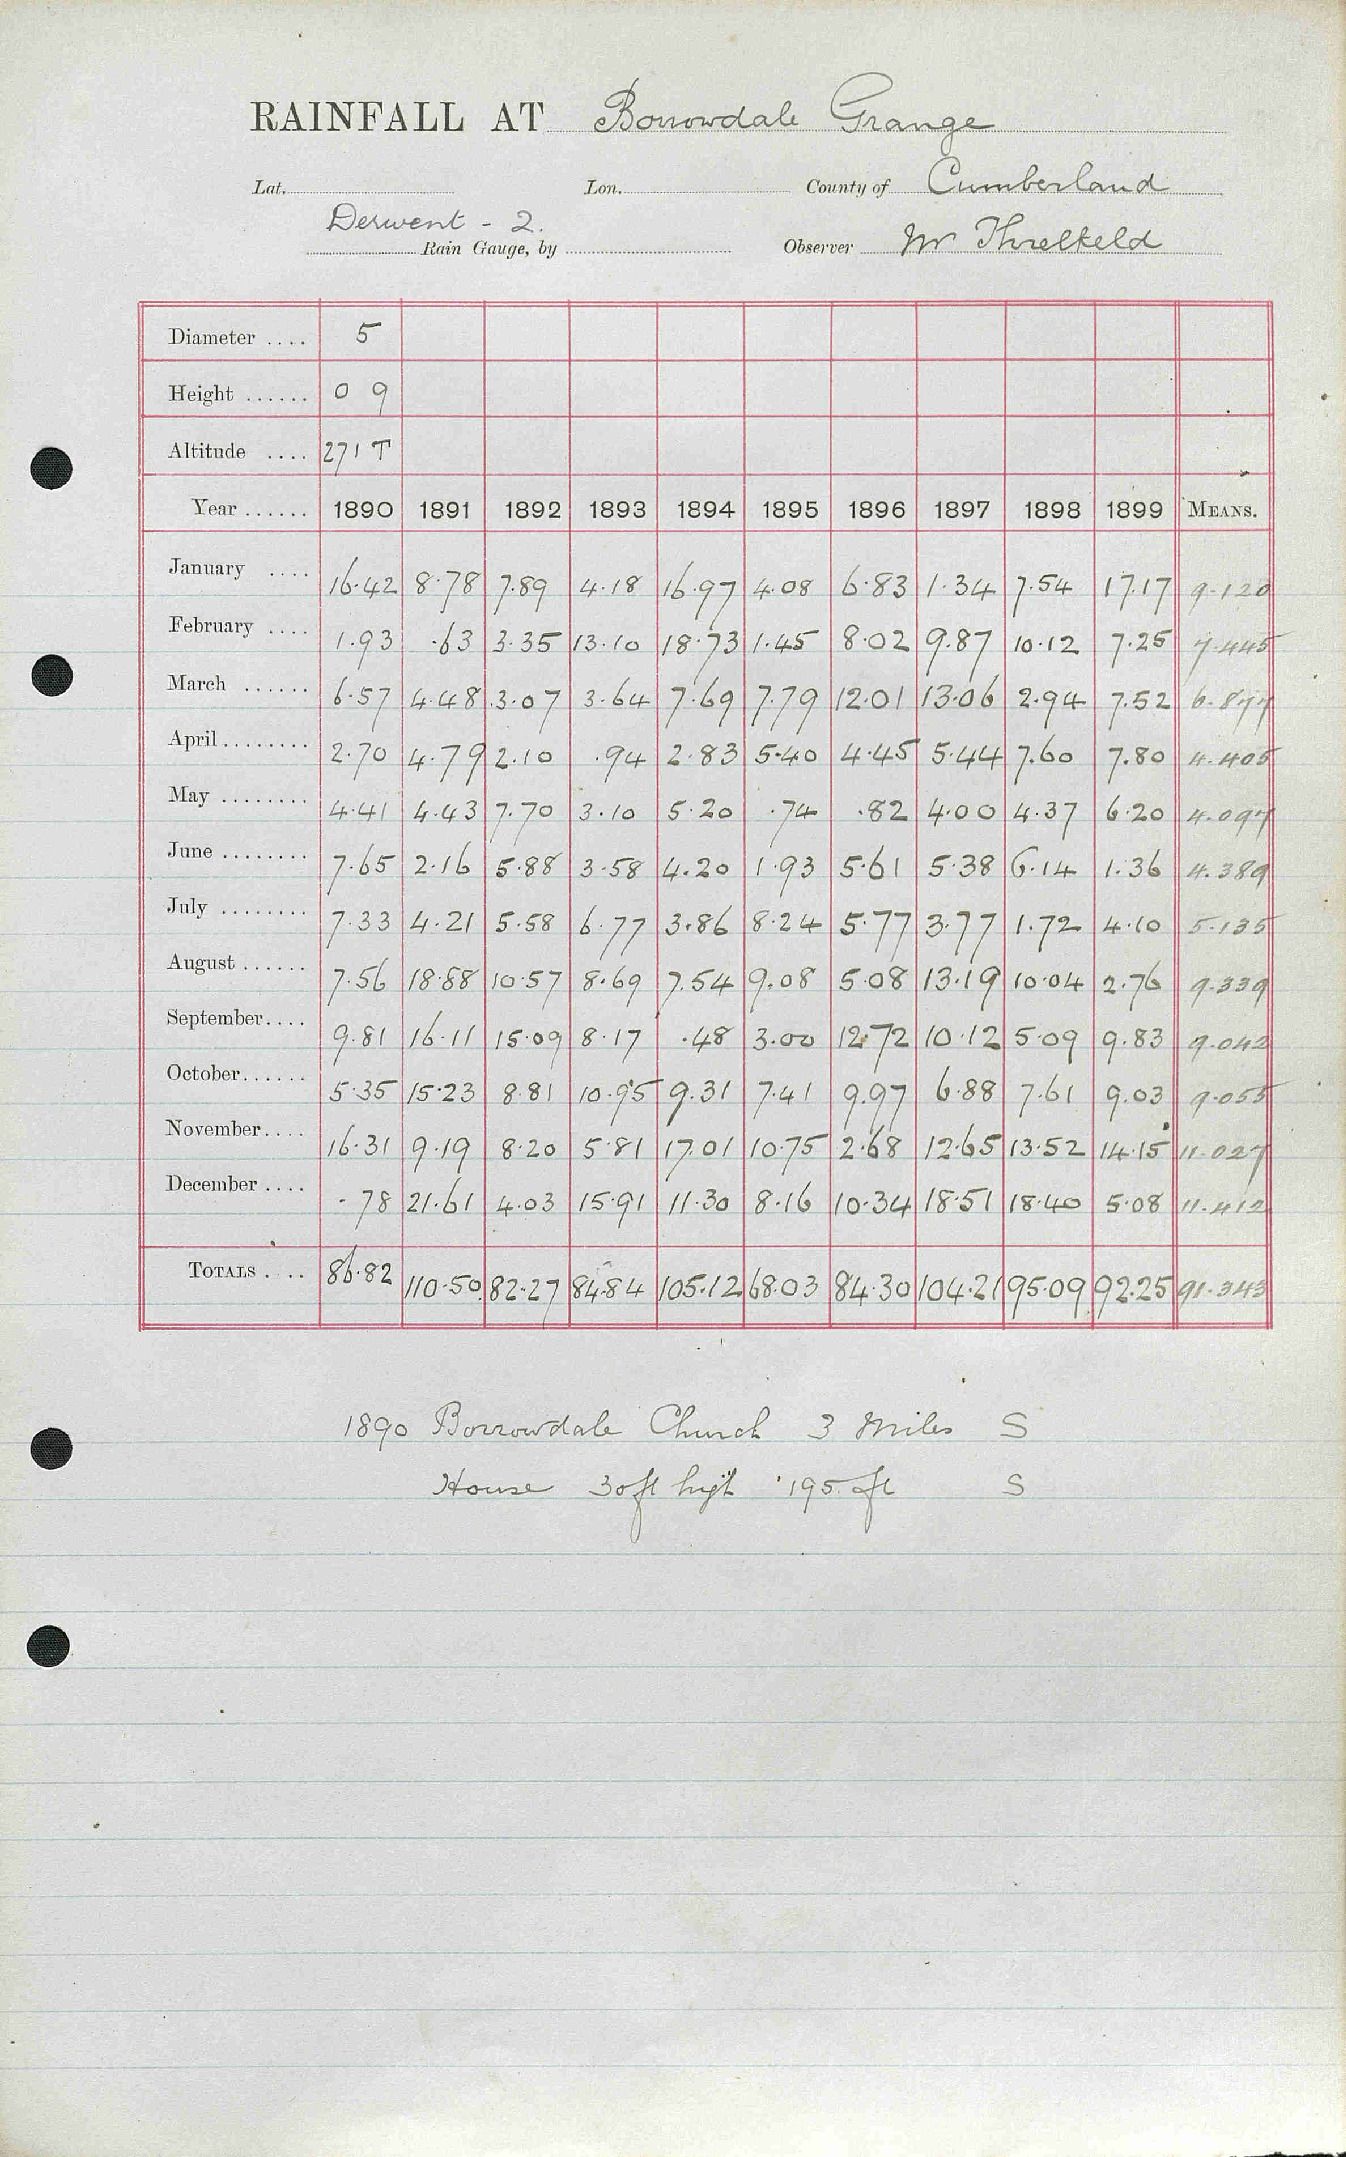 RAINFALL AT Borrowdale Grange
Lat. Lon. County of Cumberland
Derwent - 2.
Rain Gauge, by Observer Mr Threlkeld
Diameter .... 5
Height ...... 0 9
Altitude .... 271 T
Year ...... 1890 1891 1892 1893 1894 1895 1896 1897 1898 1899 MEANS.
January .... 16.42 8.78 7.89 4.18 16.97 4.08 6.83 1.34 7.54 17.17 9.120
February .... 1.93 .63 3.35 13.10 18.73 1.45 8.02 9.87 10.12 7.25 7.445
March ...... 6.57 4.48 3.07 3.64 7.69 7.79 12.01 13.06 2.94 7.52 6.877
April........ 2.70 4.79 2.10 .94 2.83 5.40 4.45 5.44 7.60 7.80 4.405
May ........ 4.41 4.43 7.70 3.10 5.20 .74 .82 4.00 4.37 6.20 4.097
June ........ 7.65 2.16 5.88 3.58 4.20 1.93 5.61 5.38 6.14 1.36 4.389
July ........ 7.33 4.21 5.58 6.77 3.86 8.24 5.77 3.77 1.72 4.10 5.135
August ...... 7.56 18.88 10.57 8.69 7.54 9.08 5.08 13.19 10.04 2.76 9.339
September.... 9.81 16.11 15.09 8.17 .48 3.00 12.72 10.12 5.09 9.83 9.042
October...... 5.35 15.23 8.81 10.95 9.31 7.41 9.97 6.88 7.61 9.03 9.055
November.... 16.31 9.19 8.20 5.81 17.01 10.75 2.68 12.65 13.52 14.15 11.027
December .... .78 21.61 4.03 15.91 11.30 8.16 10.34 18.51 18.40 5.08 11.412
TOTALS .... 86.82 110.50 82.27 84.84 105.12 68.03 84.30 104.21 95.09 92.25 91.343
1890 Borrowdale Church 3 Miles S
House 30ft high 195 ft S